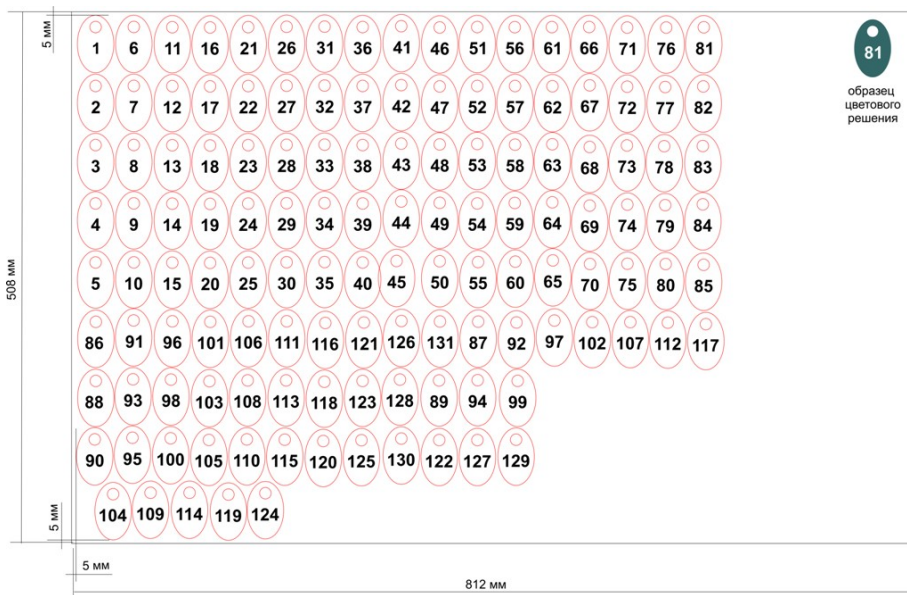 5 мм
1 6 11 16 21 26 31 36 41 46 51 56 61 66 71 76 81
81
образец
цветового
решения
2 7 12 17 22 27 32 37 42 47 52 57 62 67 72 77 82
3 8 13 18 23 28 33 38 43 48 53 58 63 68 73 78 83
4 9 14 19 24 29 34 39 44 49 54 59 64 69 74 79 84
5 10 15 20 25 30 35 40 45 50 55 60 65 70 75 80 85
508 мм
86 91 96 101 106 111 116 121 126 131 87 92 97 102 107 112 117
88 93 98 103 108 113 118 123 128 89 94 99
90 95 100 105 110 115 120 125 130 122 127 129
104 109 114 119 124
5 мм
5 мм
812 мм